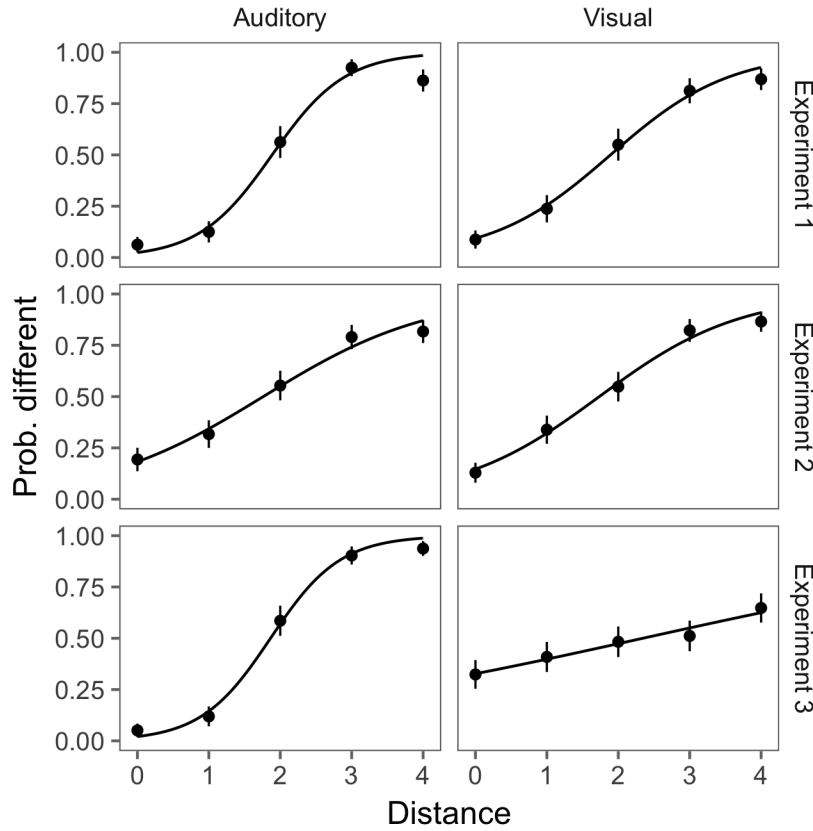 Auditory
Visual
1.00
0.75
0.50
0.25
0.00
Experiment 1
1.00
0.75
0.50
0.25
0.00
Experiment 2
1.00
0.75
0.50
0.25
0.00
Experiment 3
Prob. different
0 1 2 3 4
0 1 2 3 4
Distance